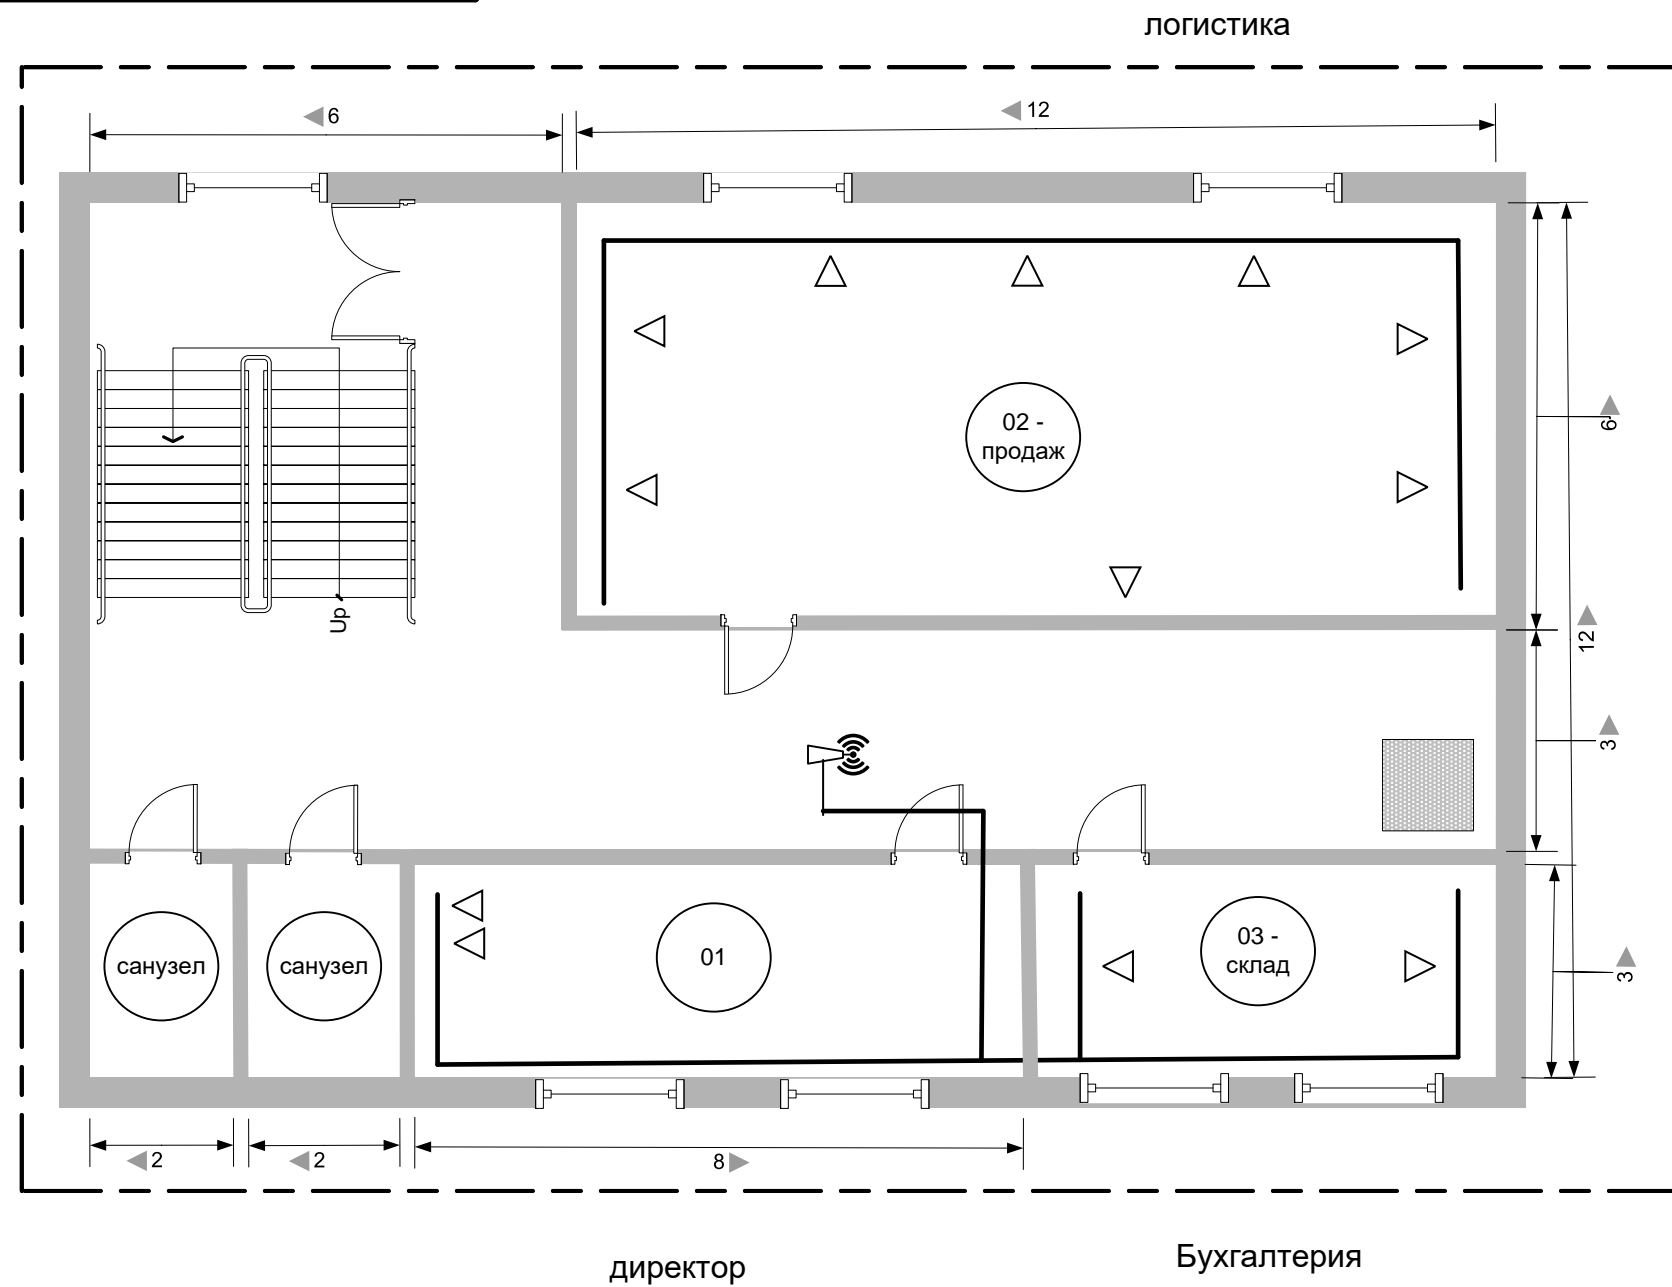 логистика
6
12
02 -
продаж
6
Up
12
3
санузел
санузел
01
03 -
склад
3
2
2
8
директор
Бухгалтерия